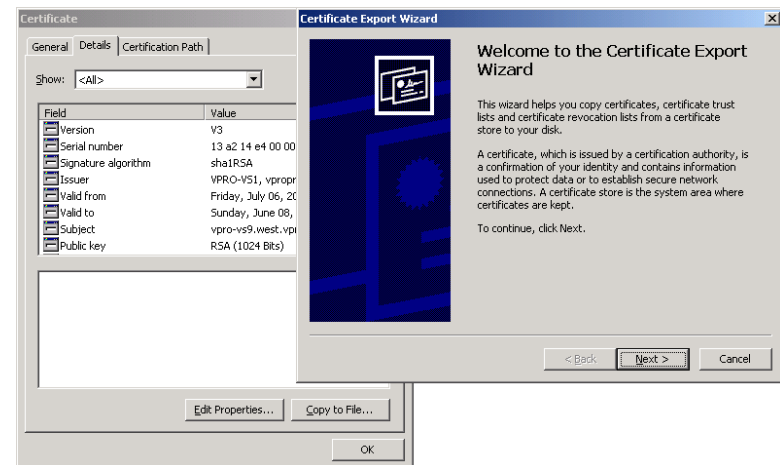 Certificate
General Details Certification Path
Show: <All>
Field Value
Version V3
Serial number 13 a2 14 e4 00 00
Signature algorithm sha1RSA
Issuer VPRO-VS1, vpropr
Valid from Friday, July 06, 20
Valid to Sunday, June 08,
Subject vpro-vs9.west.vpr
Public key RSA (1024 Bits)
Edit Properties... Copy to File...
OK
Certificate Export Wizard
Welcome to the Certificate Export
Wizard
This wizard helps you copy certificates, certificate trust
lists and certificate revocation lists from a certificate
store to your disk.
A certificate, which is issued by a certification authority, is
a confirmation of your identity and contains information
used to protect data or to establish secure network
connections. A certificate store is the system area where
certificates are kept.
To continue, click Next.
< Back Next > Cancel